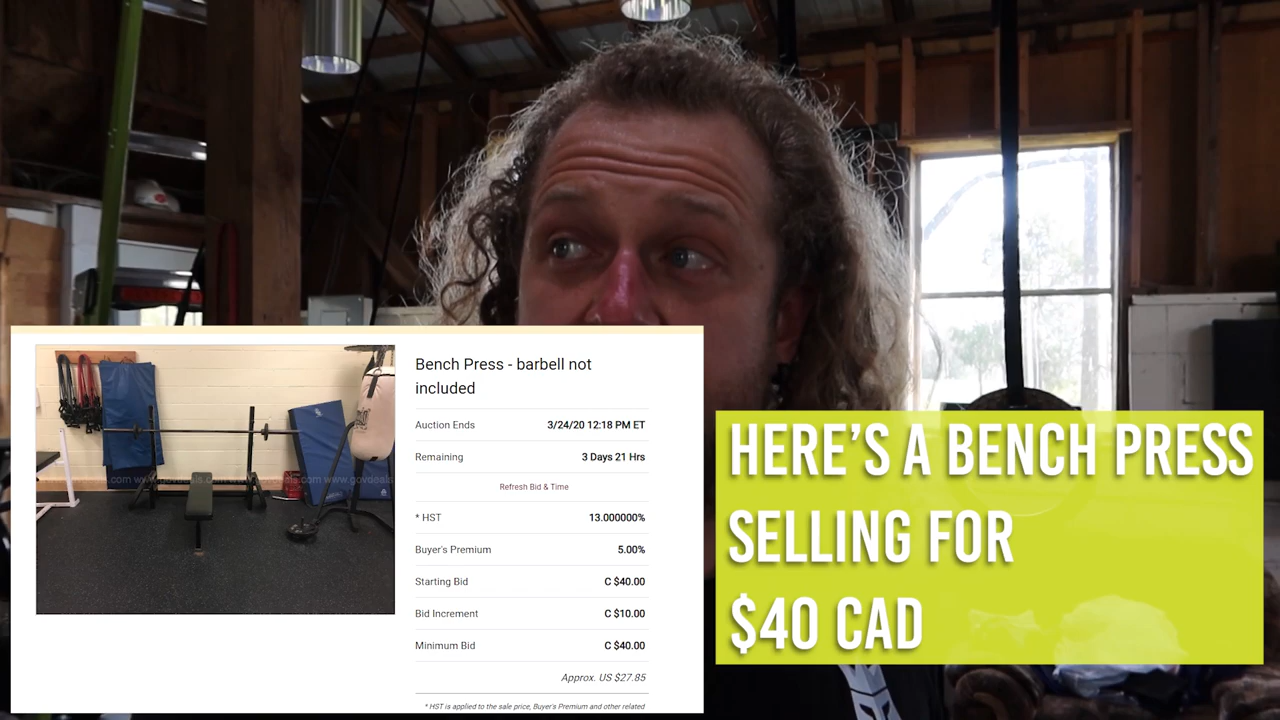 Bench Press - barbell not
included
Auction Ends 3/24/20 12:18 PM ET
Remaining 3 Days 21 Hrs
Refresh Bid & Time
* HST 13.000000%
Buyer's Premium 5.00%
Starting Bid C $40.00
Bid Increment C $10.00
Minimum Bid C $40.00
Approx. US $27.85
* HST is applied to the sale price, Buyer's Premium and other related
HERE'S A BENCH PRESS
SELLING FOR
$40 CAD